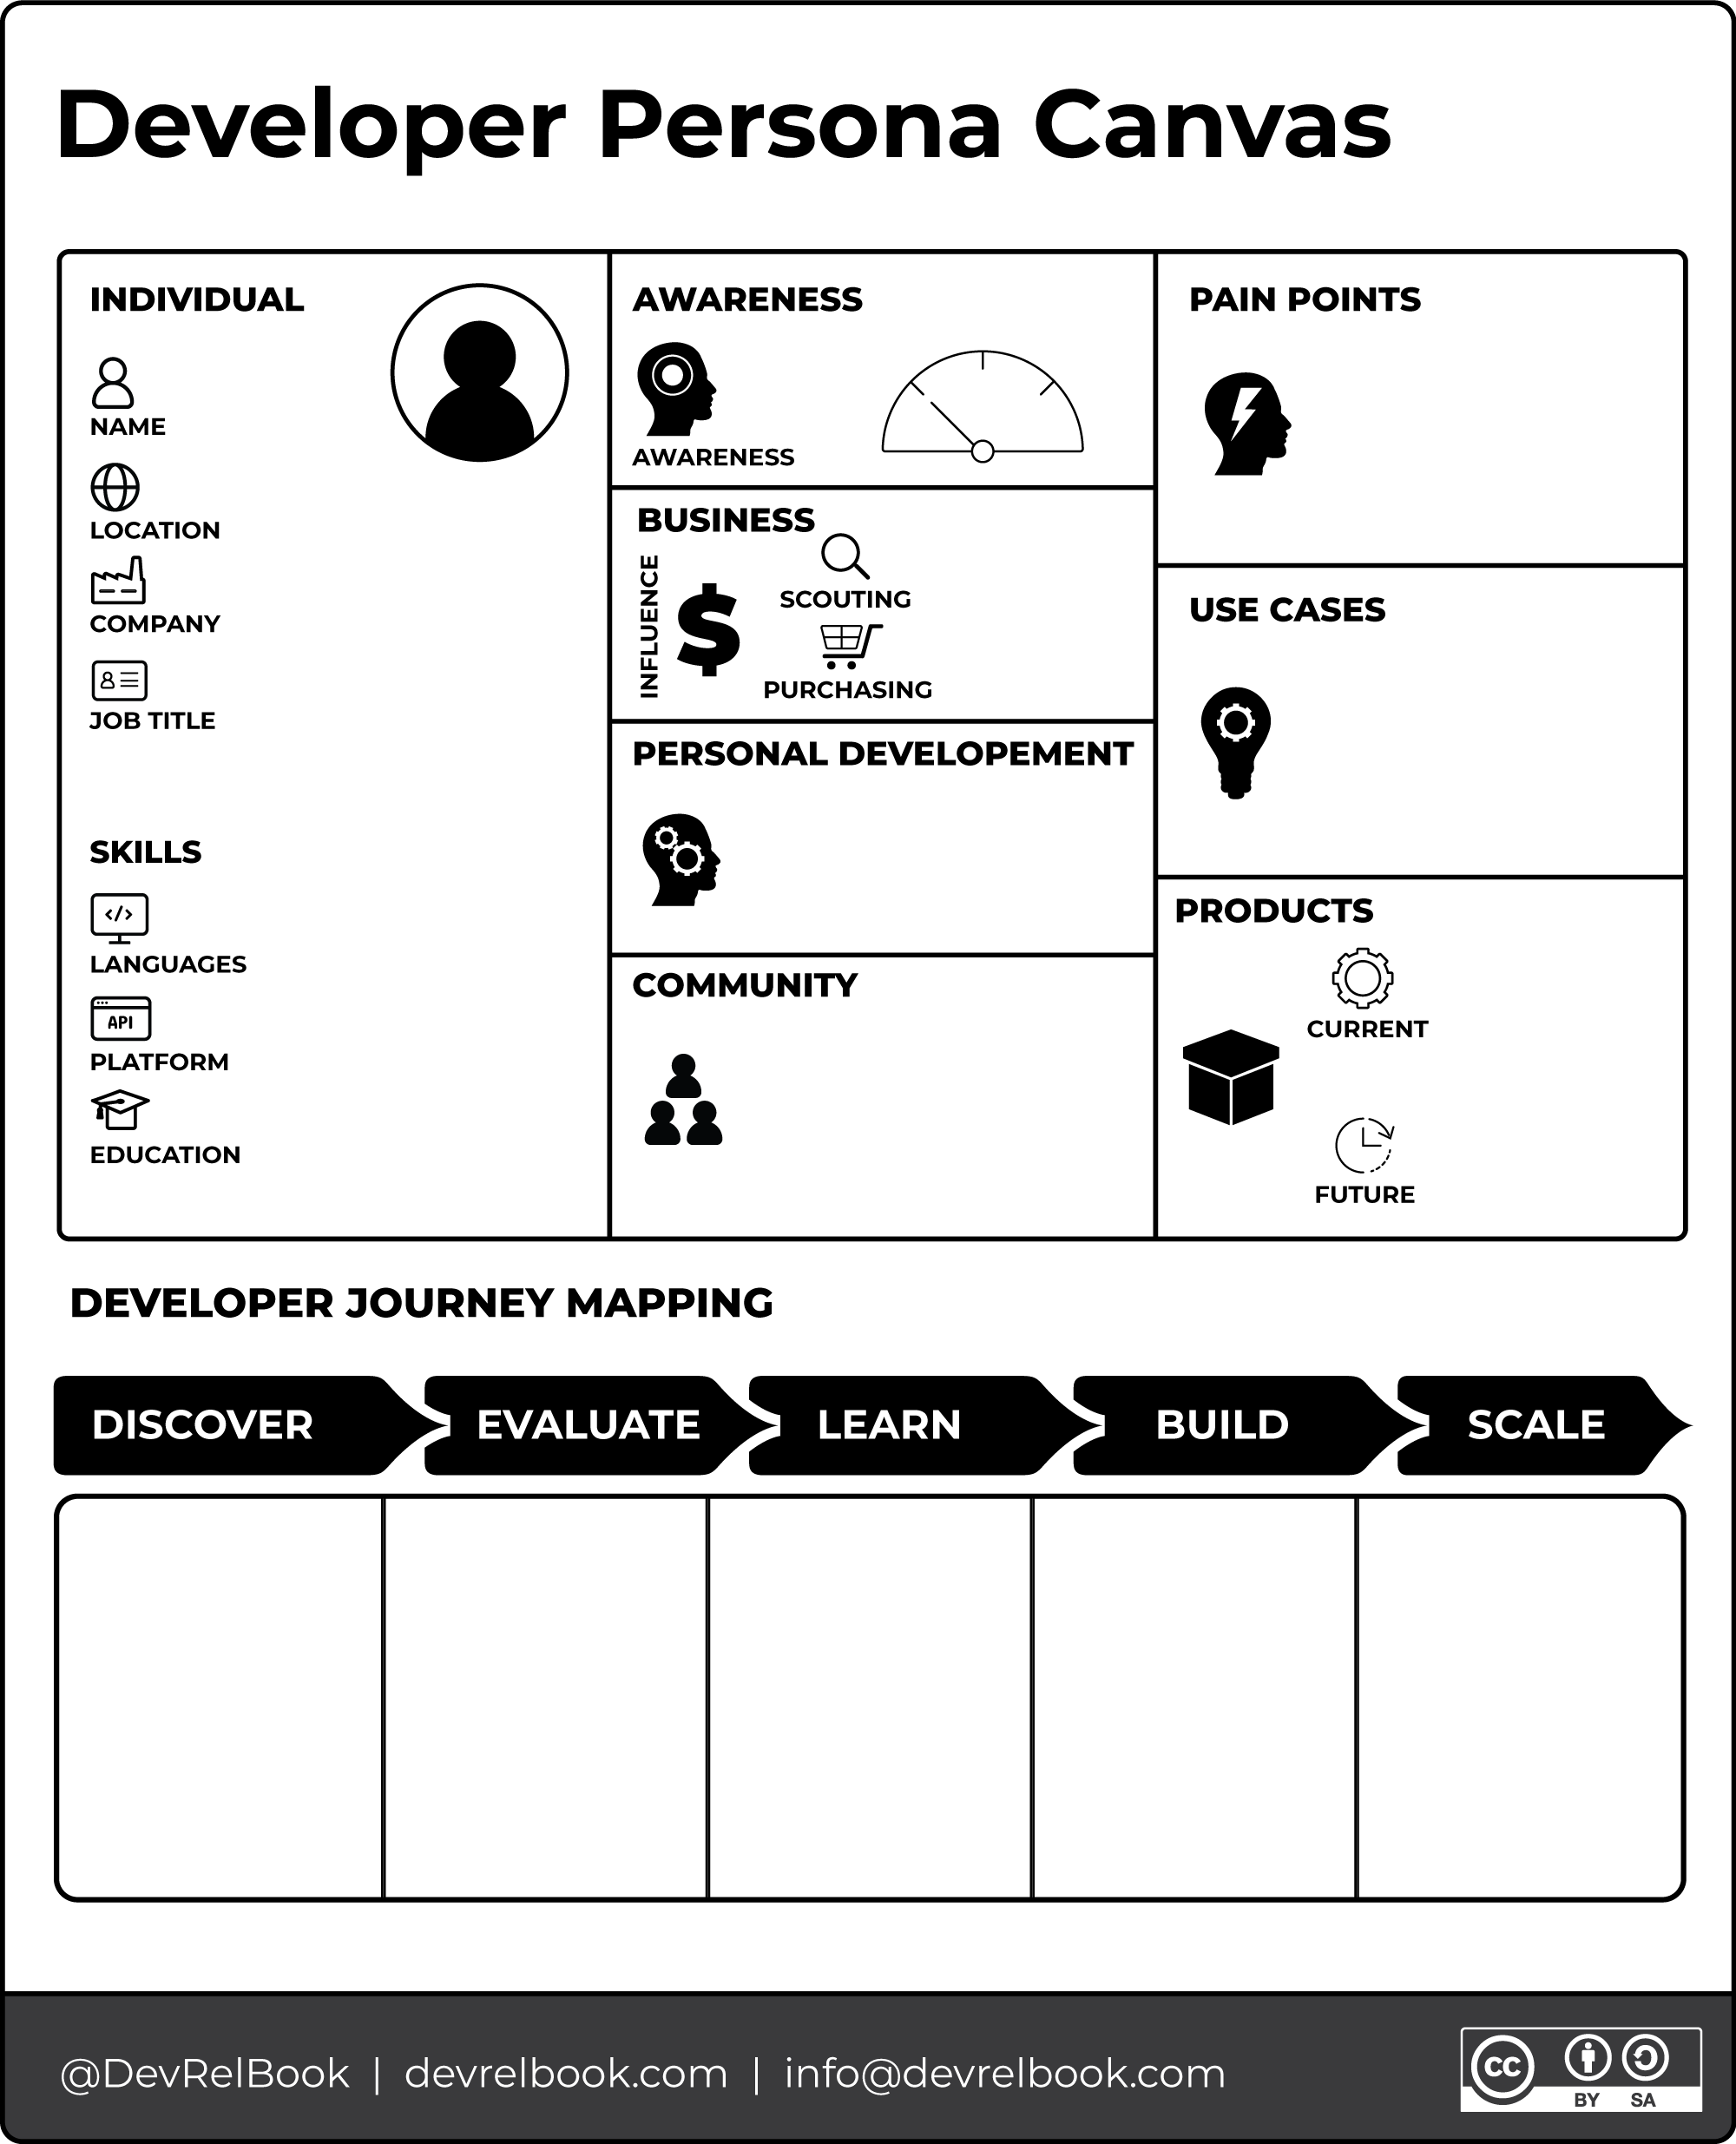 Developer Persona Canvas
INDIVIDUAL
NAME
LOCATION
COMPANY
JOB TITLE
SKILLS
LANGUAGES
API
PLATFORM
EDUCATION
AWARENESS
AWARENESS
BUSINESS
INFLUENCE
$
SCOUTING
PURCHASING
PERSONAL DEVELOPEMENT
COMMUNITY
PAIN POINTS
USE CASES
PRODUCTS
CURRENT
FUTURE
DEVELOPER JOURNEY MAPPING
DISCOVER
EVALUATE
LEARN
BUILD
SCALE
@DevRelBook | devrelbook.com | info@devrelbook.com
cc
BY SA